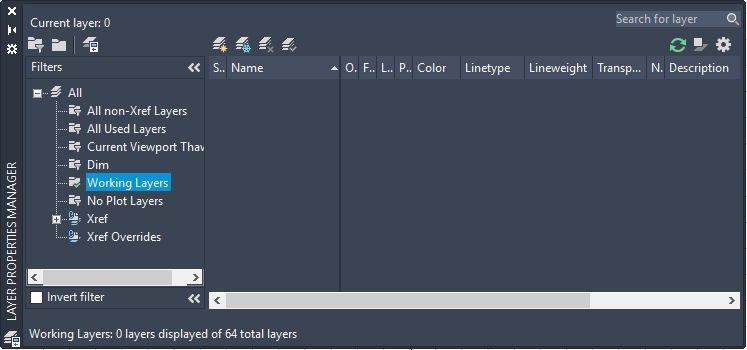 Current layer: 0
Search for layer
Filters
S.. Name O. F.. L.. P.. Color Linetype Lineweight Transp... N. Description
All
All non-Xref Layers
All Used Layers
Current Viewport Thaw
Dim
Working Layers
No Plot Layers
Xref
Xref Overrides
Invert filter
Working Layers: 0 layers displayed of 64 total layers
LAYER PROPERTIES MANAGER